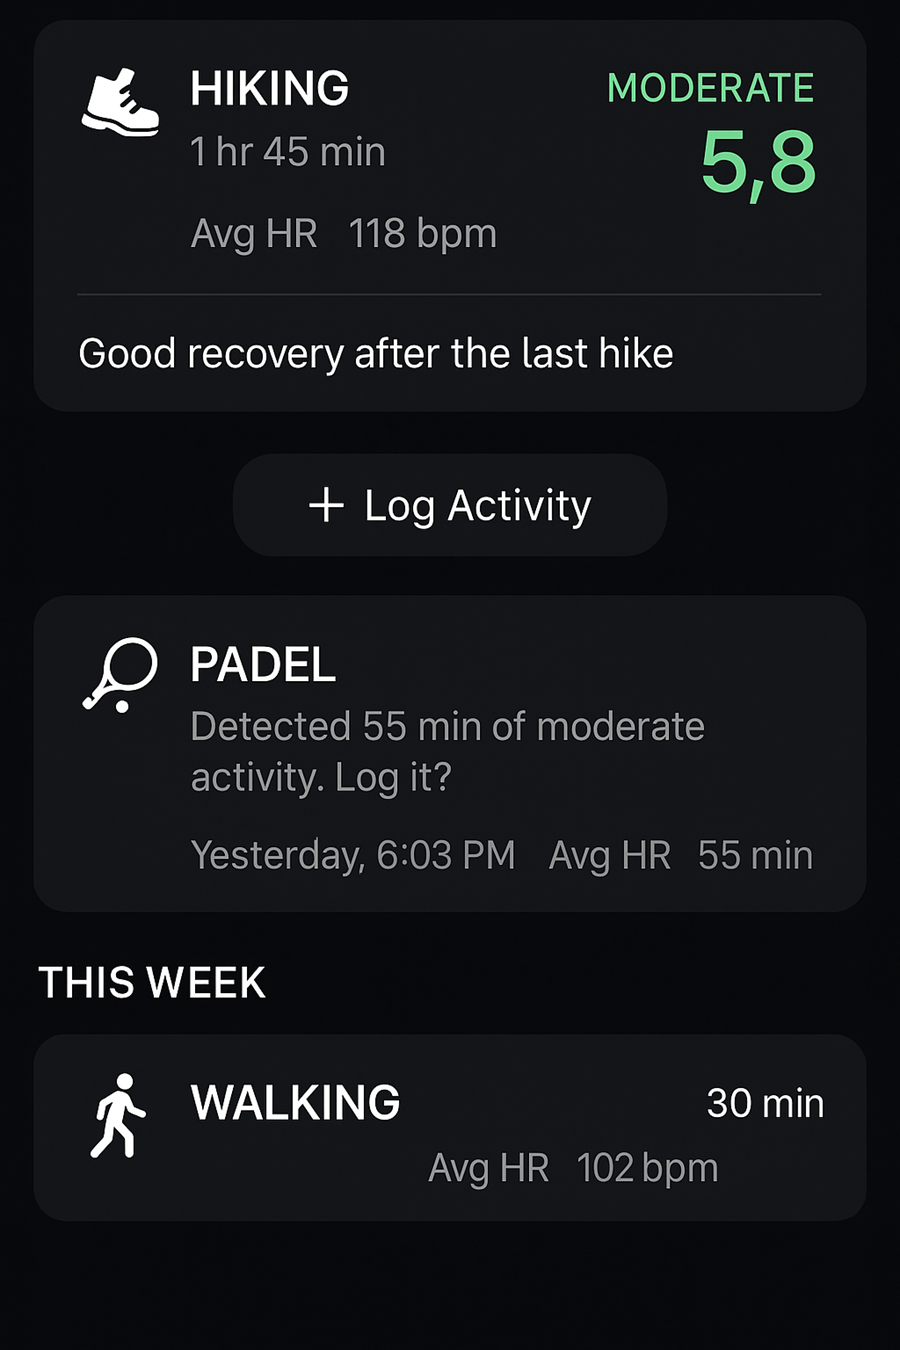 HIKING
MODERATE
1 hr 45 min
5,8
Avg HR 118 bpm
Good recovery after the last hike
+ Log Activity
PADEL
Detected 55 min of moderate
activity. Log it?
Yesterday, 6:03 PM Avg HR 55 min
THIS WEEK
WALKING 30 min
Avg HR 102 bpm